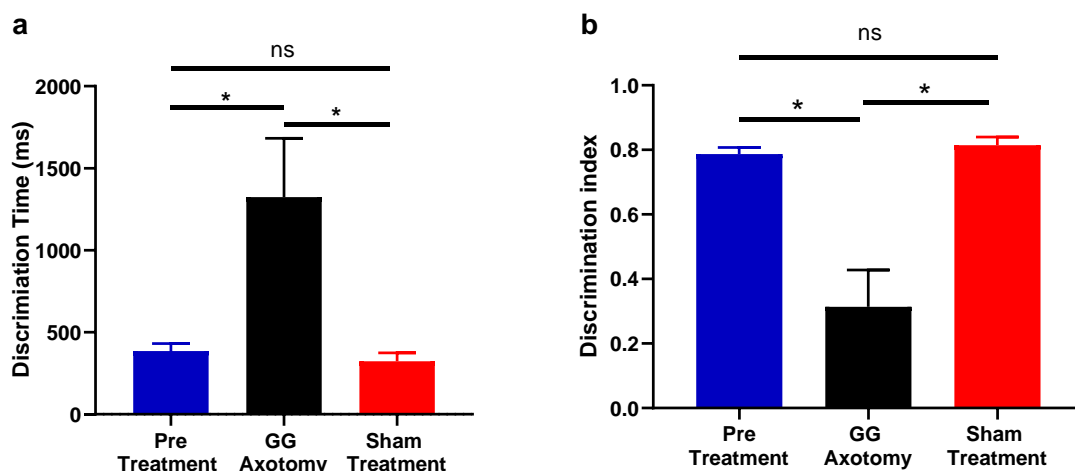 a
ns
*
*
Discrimiation Time (ms)
2000
1500
1000
500
0
Pre
Treatment
GG
Axotomy
Sham
Treatment
b
ns
*
*
Discrimination index
1.0
0.8
0.6
0.4
0.2
0.0
Pre
Treatment
GG
Axotomy
Sham
Treatment